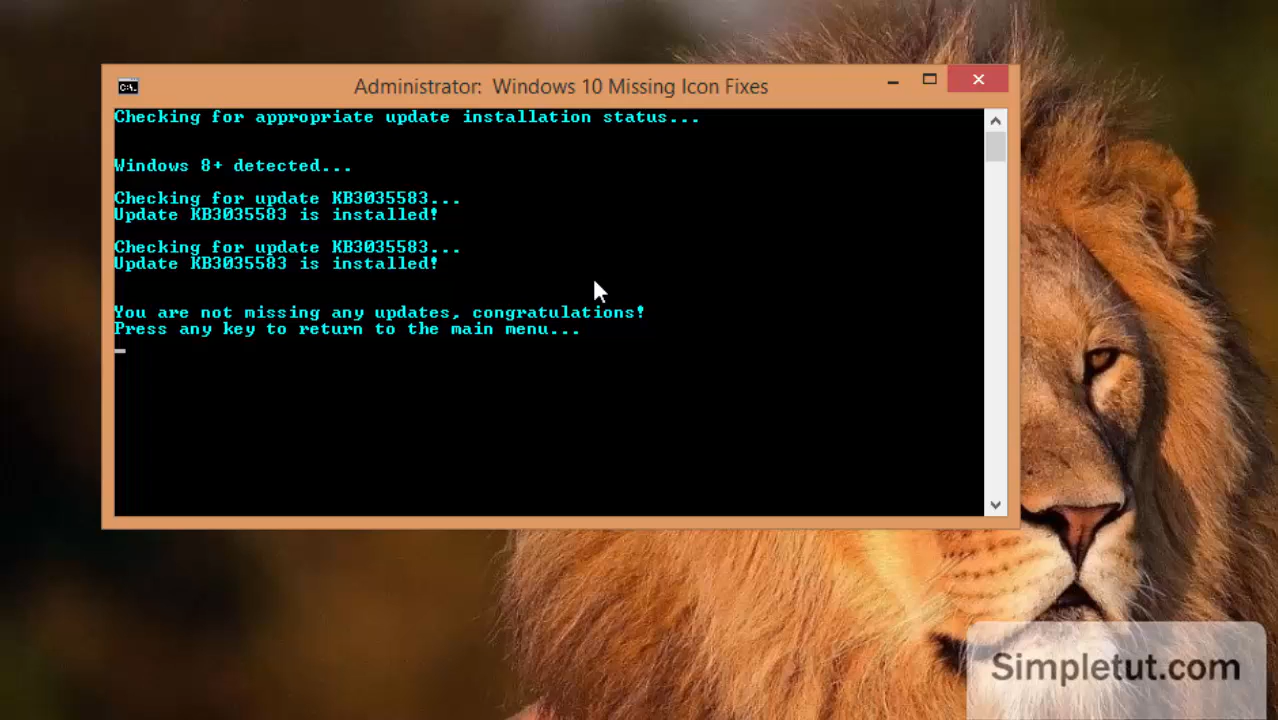 Administrator:  Windows 10 Missing Icon Fixes
Checking for appropriate update installation status...
Windows 8+ detected...
Checking for update KB3035583...
Update KB3035583 is installed!
Checking for update KB3035583...
Update KB3035583 is installed!
You are not missing any updates, congratulations!
Press any key to return to the main menu...
Simpletut.com